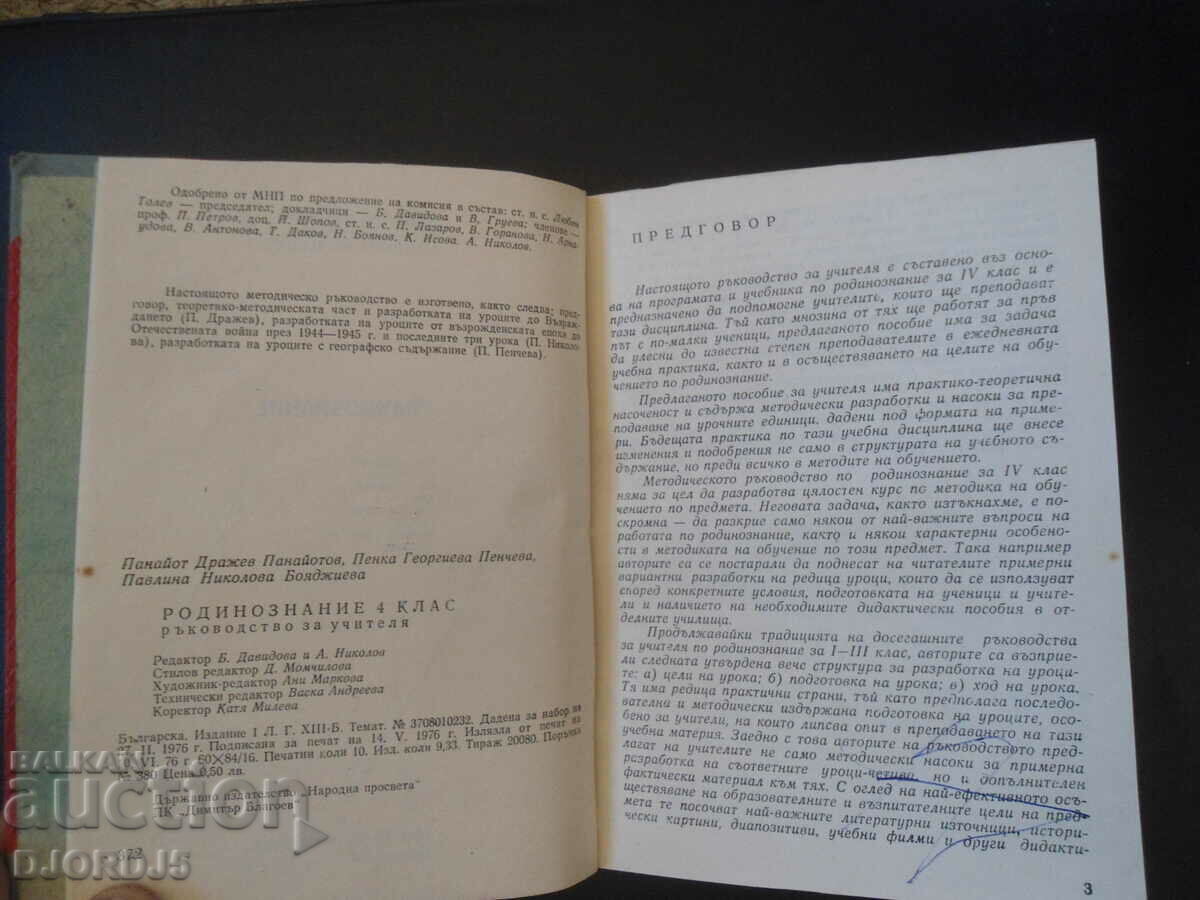 Одобрено от МНП по предложение на комисия в състав: ст. н. с. Любен
Толев — председател; докладчици — Б. Давидова и В. Груева; членове —
проф. П. Петров, доц. Й. Шопов, ст. н. с. П. Лазаров, В. Горанова, Н. Арна-
удова, В. Антонова, Т. Даков, Н. Боянов, К. Исова. А. Николов.
Настоящото методическо ръководство е изготвено, както следва: пред-
говор, теоретико-методическата част и разработката на уроците до Възраж-
дането (П. Дражев), разработката на уроците от възрожденската епоха до
Отечествената война през 1944—1945 г. и последните три урока (П. Никол
ва), разработката на уроците с географско съдържание (П. Пенчева).
Панайот Дражев Панайотов, Пенка Георгиева Пенчева,
Павлина Николова Бояджиева
РОДИНОЗНАНИЕ 4 КЛАС
ръководство за учителя
Редактор Б. Давидова и А. Николов
Стилов редактор Д. Момчилова
Художник-редактор Ани Маркова
Технически редактор Васка Андреева
Коректор Катя Милева
Българска. Издание I Л. Г. XIII-Б. Темат. № 3708010232. Дадена за набор на
27. II. 1976 г. Подписана за печат на 14. V. 1976 г. Излязла от печат на
10 VI. 76 г. 60×84/16. Печатни коли 10. Изд. коли 9,33. Тираж 20080. Поръчка
№ 380 Цена 0,50 лв.
Държавно издателство „Народна просвета“
ПК „Димитър Благоев“
372
ПРЕДГОВОР
Настоящото ръководство за учителя е съставено въз осно-
ва на програмата и учебника по родинознание за IV клас и е
предназначено да подпомогне учителите, които ще преподават
тази дисциплина. Тъй като мнозина от тях ще работят за пръв
път с по-малки ученици, предлаганото пособие има за задача
да улесни до известна степен преподавателите в ежедневната
учебна практика, както и в осъществяването на целите на обу-
чението по родинознание.
Предлаганото пособие за учителя има практико-теоретична
насоченост и съдържа методически разработки и насоки за пре-
подаване на урочните единици, дадени под формата на приме-
ри. Бъдещата практика по тази учебна дисциплина ще внесе
изменения и подобрения не само в структурата на учебното съ-
държание, но преди всичко в методите на обучението.
Методическото ръководство по родинознание за IV клас
няма за цел да разработва цялостен курс по методика на обу-
чението по предмета. Неговата задача, както изтъкнахме, е по-
скромна — да разкрие само някои от най-важните въпроси на
работата по родинознание, както и някои характерни особено-
сти в методиката на обучение по този предмет. Така например
авторите са се постарали да поднесат на читателите примерни
вариантни разработки на редица уроци, които да се използуват
според конкретните условия, подготовката на ученици и учите-
ли и наличието на необходимите дидактически пособия в от-
делните училища.
Продължавайки традицията на досегашните ръководства
за учителя по родинознание за I—III клас, авторите са възприе-
ли следната утвърдена вече структура за разработка на уроци-
те: а) цели на урока; б) подготовка на урока; в) ход на урока.
Тя има редица практични страни, тъй като предполага последо-
вателна и методически издържана подготовка на уроците, осо-
бено за учители, на които липсва опит в преподаването на тази
учебна материя. Заедно с това авторите на ръководството пред-
лагат на учителите не само методически насоки за примерна
разработка на съответните уроци-четиво, но и допълнителен
фактически материал към тях. С оглед на най-ефективното осъ-
ществяване на образователните и възпитателните цели на пред-
мета те посочват най-важните литературни източници, истори-
чески картини, диапозитиви, учебни филми и други дидакти-
3
BALKAN
auction
DJORDJ5